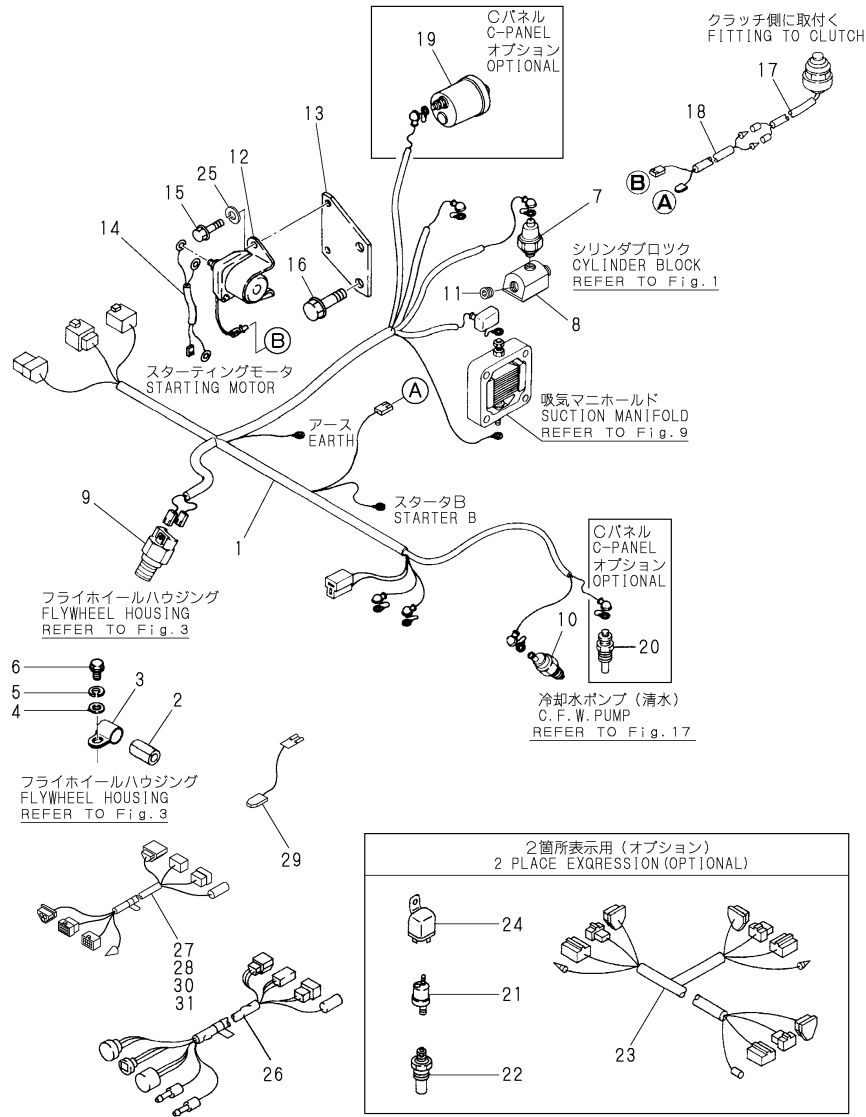 Cパネル
C-PANEL
オプション
OPTIONAL
19
クラッチ側に取付く
FITTING TO CLUTCH
17
18
B
A
13
12
25
15
14
16
B
スターティングモータ
STARTING MOTOR
7
シリンダブロック
CYLINDER BLOCK
REFER TO Fig.1
11
8
吸気マニホールド
SUCTION MANIFOLD
REFER TO Fig.9
A
アース
EARTH
スタータB
STARTER B
9
1
フライホイールハウジング
FLYWHEEL HOUSING
REFER TO Fig.3
Cパネル
C-PANEL
オプション
OPTIONAL
10
20
冷却水ポンプ (清水)
C.F.W.PUMP
REFER TO Fig.17
6
5
4
3
2
フライホイールハウジング
FLYWHEEL HOUSING
REFER TO Fig.3
29
27
28
30
31
26
2箇所表示用 (オプション)
2 PLACE EXQRESSION(OPTIONAL)
24
21
22
23